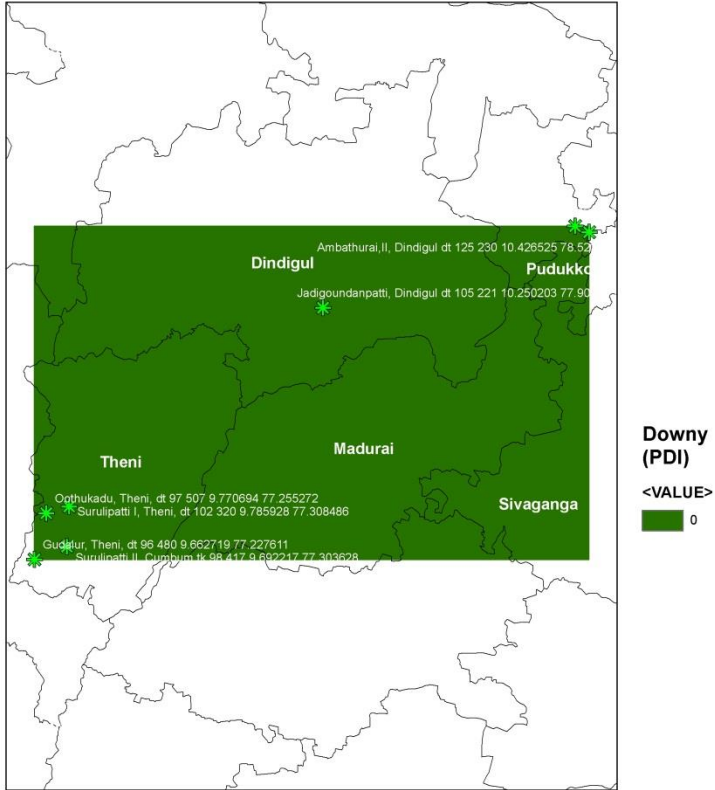 Ambathurai,II, Dindigul dt 125 230 10.426525 78.52
Dindigul
Pudukko
Jadigoundanpatti, Dindigul dt 105 221 10.250203 77.90
Madurai
Theni
Oothukadu, Theni, dt 97 507 9.770694 77.255272
Surulipatti I, Theni, dt 102 320 9.785928 77.308486
Sivaganga
Gudalur, Theni, dt 96 480 9.662719 77.227611
Surulipatti II, Cumbum tk 98 417 9.692217 77.303628
Downy
(PDI)
<VALUE>
0